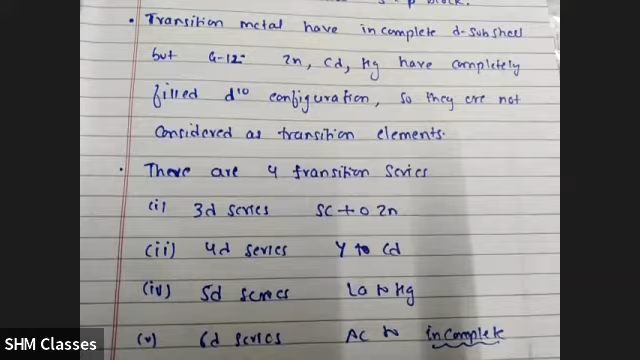 s-p block.
• Transition metal have incomplete d-subshell
but G-12 Zn, Cd, Hg have completely
filled d¹⁰ configuration, so they are not
considered as transition elements.
• There are 4 transition series
(i) 3d series Sc to Zn
(ii) 4d series Y to Cd
(iv) 5d series La to Hg
(v) 6d series Ac to incomplete
SHM Classes